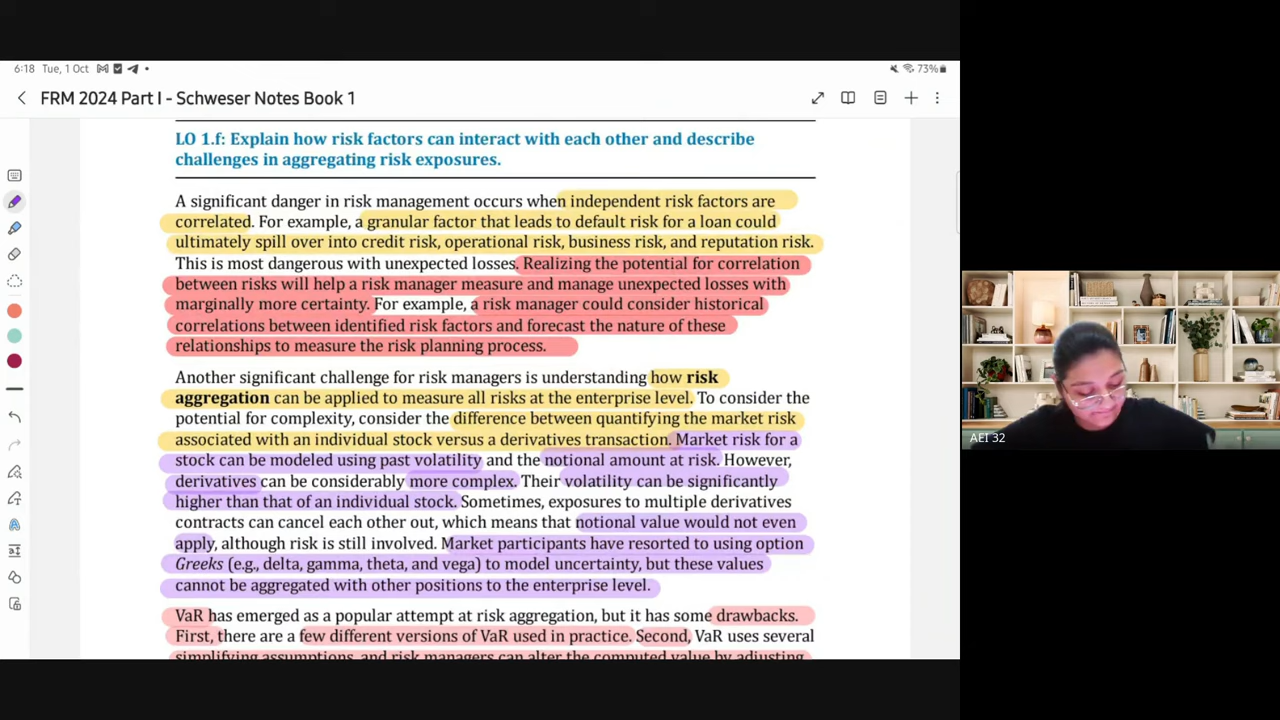 6:18 Tue, 1 Oct
73%
FRM 2024 Part I - Schweser Notes Book 1
LO 1.f: Explain how risk factors can interact with each other and describe
challenges in aggregating risk exposures.
A significant danger in risk management occurs when independent risk factors are
correlated. For example, a granular factor that leads to default risk for a loan could
ultimately spill over into credit risk, operational risk, business risk, and reputation risk.
This is most dangerous with unexpected losses. Realizing the potential for correlation
between risks will help a risk manager measure and manage unexpected losses with
marginally more certainty. For example, a risk manager could consider historical
correlations between identified risk factors and forecast the nature of these
relationships to measure the risk planning process.
Another significant challenge for risk managers is understanding how risk
aggregation can be applied to measure all risks at the enterprise level. To consider the
potential for complexity, consider the difference between quantifying the market risk
associated with an individual stock versus a derivatives transaction. Market risk for a
stock can be modeled using past volatility and the notional amount at risk. However,
derivatives can be considerably more complex. Their volatility can be significantly
higher than that of an individual stock. Sometimes, exposures to multiple derivatives
contracts can cancel each other out, which means that notional value would not even
apply, although risk is still involved. Market participants have resorted to using option
Greeks (e.g., delta, gamma, theta, and vega) to model uncertainty, but these values
cannot be aggregated with other positions to the enterprise level.
VaR has emerged as a popular attempt at risk aggregation, but it has some drawbacks.
First, there are a few different versions of VaR used in practice. Second, VaR uses several
simplifying assumptions, and risk managers can alter the computed value by adjusting
AEI 32